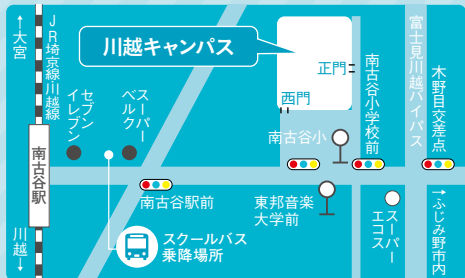 ↑大宮
JR埼京線川越線
南古谷駅
川越↓
セブン
イレブン
スーパー
ベルク
川越キャンパス
正門
西門
南古谷小
南古谷小学校前
富士見川越バイパス
木野目交差点
南古谷駅前
東邦音楽
大学前
スーパー
エコス
→ふじみ野市内
スクールバス
乗降場所